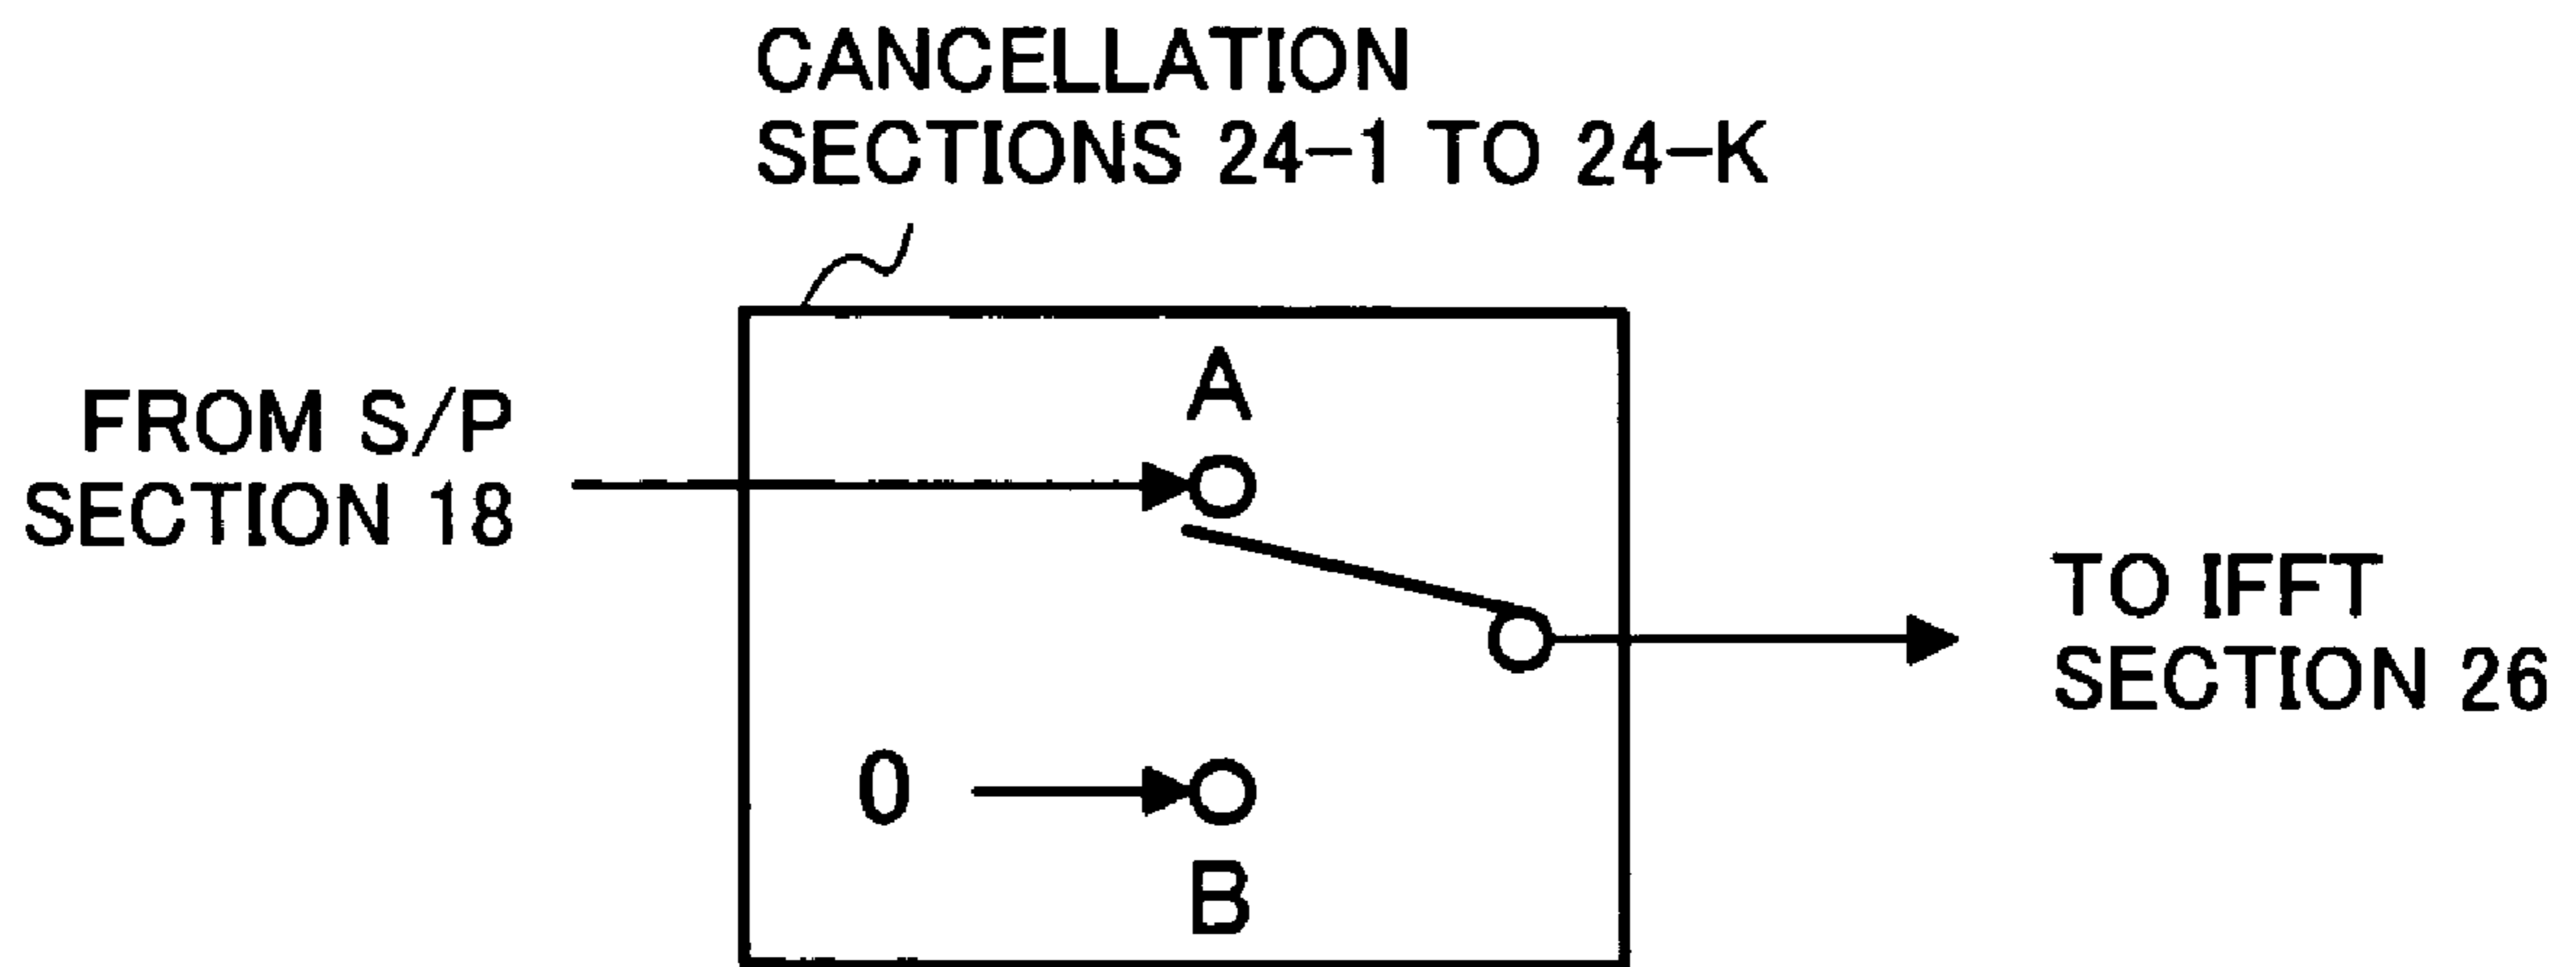 CANCELLATION
SECTIONS 24-1 TO 24-K
A
FROM S/P
SECTION 18
TO IFFT
SECTION 26
0
B